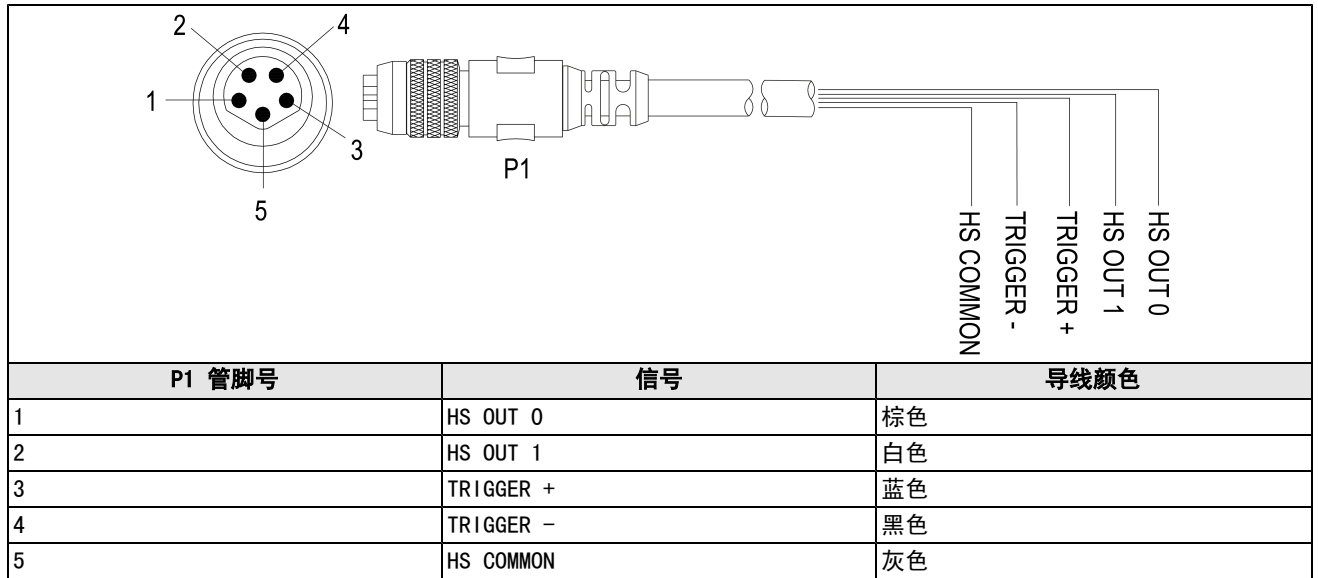 2
4
1
3
P1
5
HS COMMON
TRIGGER -
TRIGGER +
HS OUT 1
HS OUT 0
P1 管脚号 信号 导线颜色
1 HS OUT 0 棕色
2 HS OUT 1 白色
3 TRIGGER + 蓝色
4 TRIGGER - 黑色
5 HS COMMON 灰色